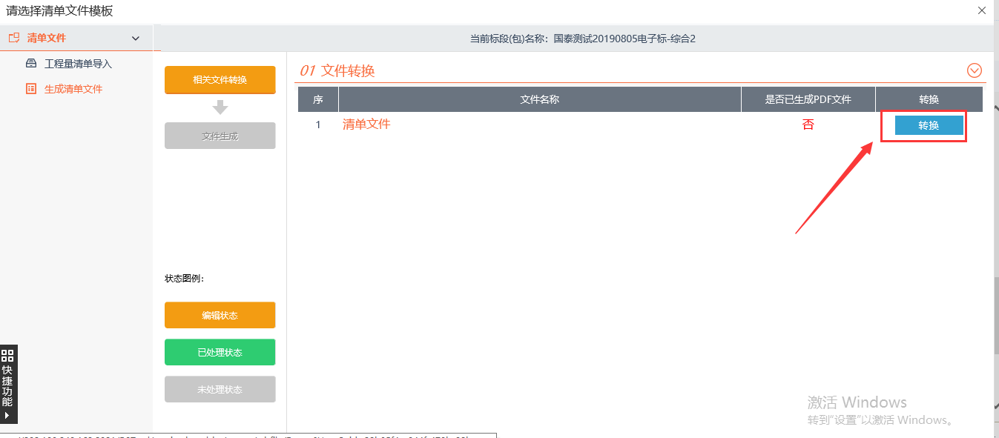 请选择清单文件模板
清单文件
当前标段(包)名称：国泰测试20190805电子标-综合2
工程量清单导入
生成清单文件
相关文件转换
文件生成
01 文件转换
序 文件名称 是否已生成PDF文件 转换
1 清单文件 否 转换
状态图例：
编辑状态
已处理状态
未处理状态
快捷功能
激活 Windows
转到"设置"以激活 Windows。